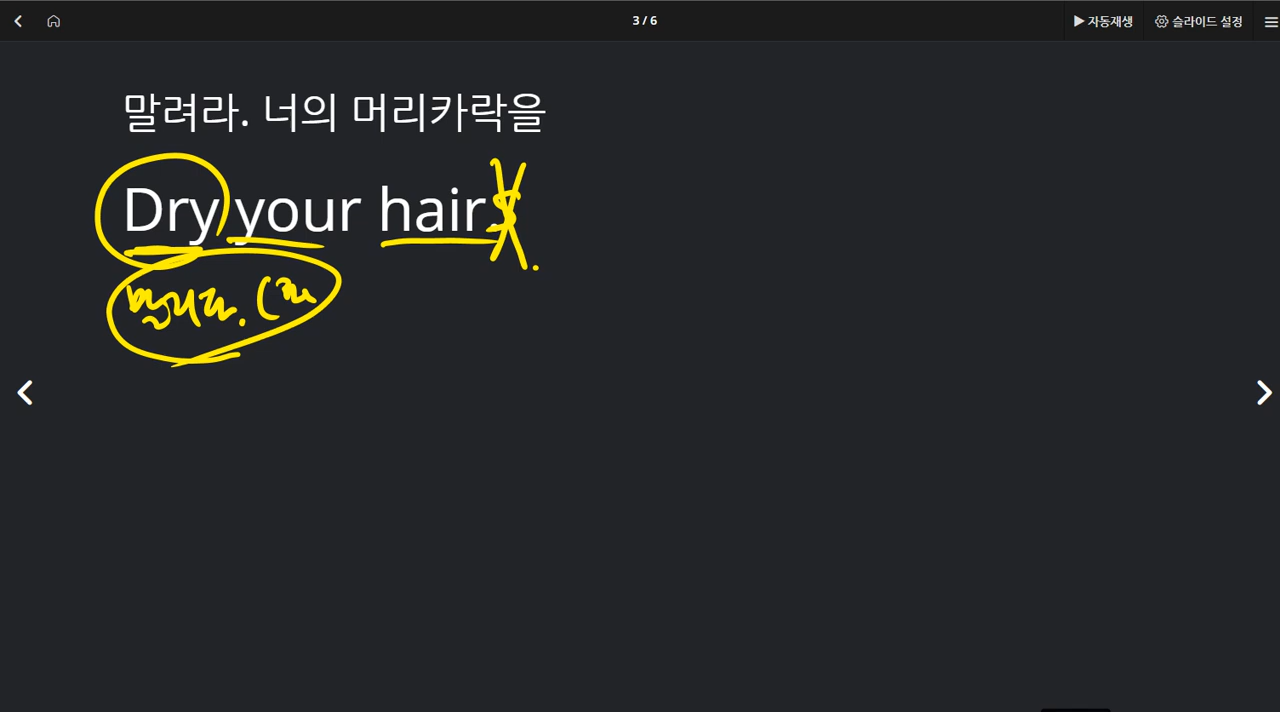 3 / 6
▶ 자동재생
슬라이드 설정
말려라. 너의 머리카락을
Dry your hair.